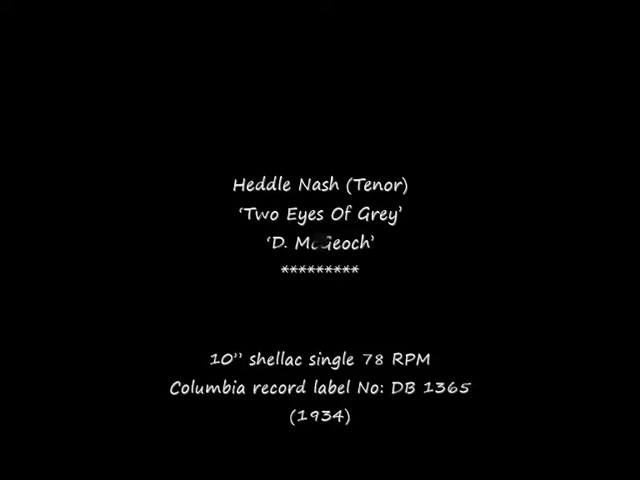 Heddle Nash (Tenor)
‘Two Eyes Of Grey’
‘D. McGeoch’
*********
10” shellac single 78 RPM
Columbia record label No: DB 1365
(1934)